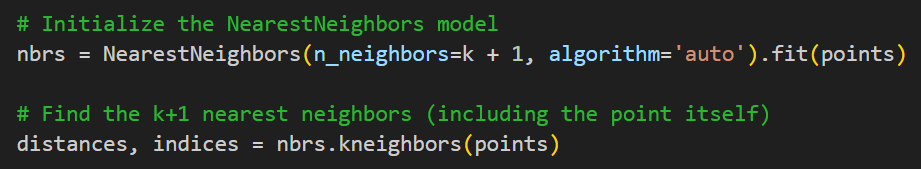 # Initialize the NearestNeighbors model
nbrs = NearestNeighbors(n_neighbors=k + 1, algorithm='auto').fit(points)
# Find the k+1 nearest neighbors (including the point itself)
distances, indices = nbrs.kneighbors(points)